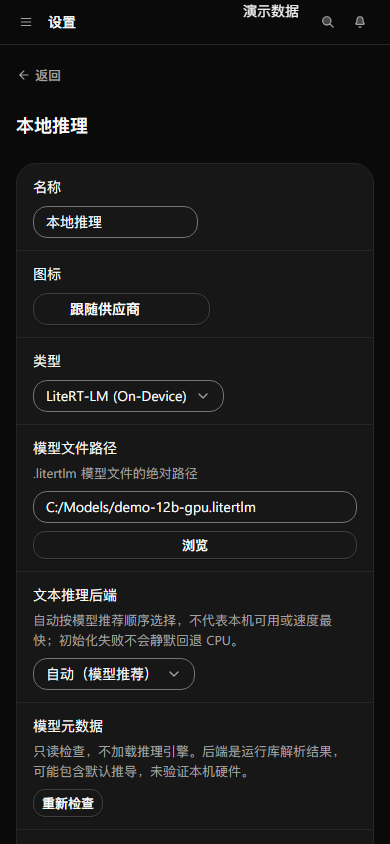 设置
演示数据
返回
本地推理
名称
本地推理
图标
跟随供应商
类型
LiteRT-LM (On-Device)
模型文件路径
.litertlm 模型文件的绝对路径
C:/Models/demo-12b-gpu.litertlm
浏览
文本推理后端
自动按模型推荐顺序选择，不代表本机可用或速度最
快；初始化失败不会静默回退 CPU。
自动（模型推荐）
模型元数据
只读检查，不加载推理引擎。后端是运行库解析结果，
可能包含默认推导，未验证本机硬件。
重新检查